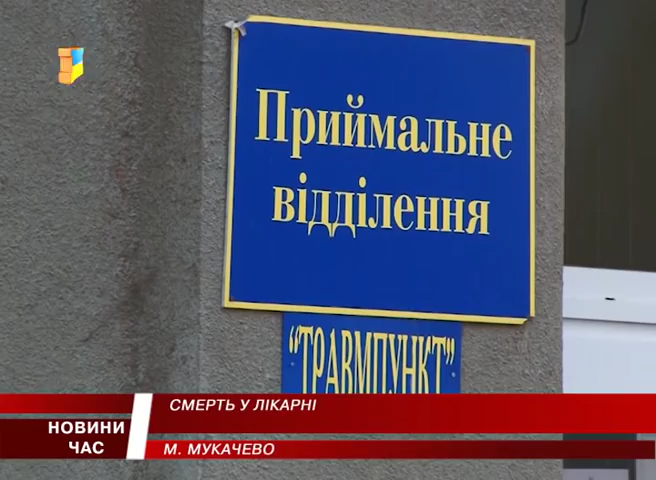 Приймальне
відділення
"ТРАВМПУНКТ"
СМЕРТЬ У ЛІКАРНІ
НОВИНИ
ЧАС
М. МУКАЧЕВО